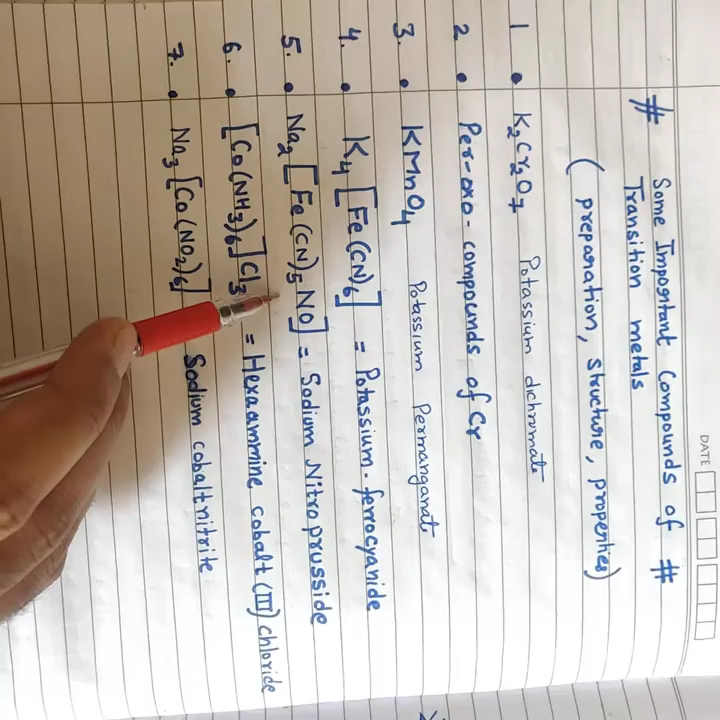 DATE
# Some Important Compounds of #
Transition metals
(preparation, structure, properties)
1 • K₂Cr₂O₇ Potassium dichromate
2 • Per-oxo-compounds of Cr
3. • KMnO₄ Potassium Permanganate
4. • K₄[Fe(CN)₆] = Potassium-ferrocyanide
5. • Na₂[Fe(CN)₅NO] = Sodium Nitroprusside
6. • [Co(NH₃)₆]Cl₃ = Hexaammine cobalt(III) chloride
7. • Na₃[Co(NO₂)₆] Sodium cobaltnitrite